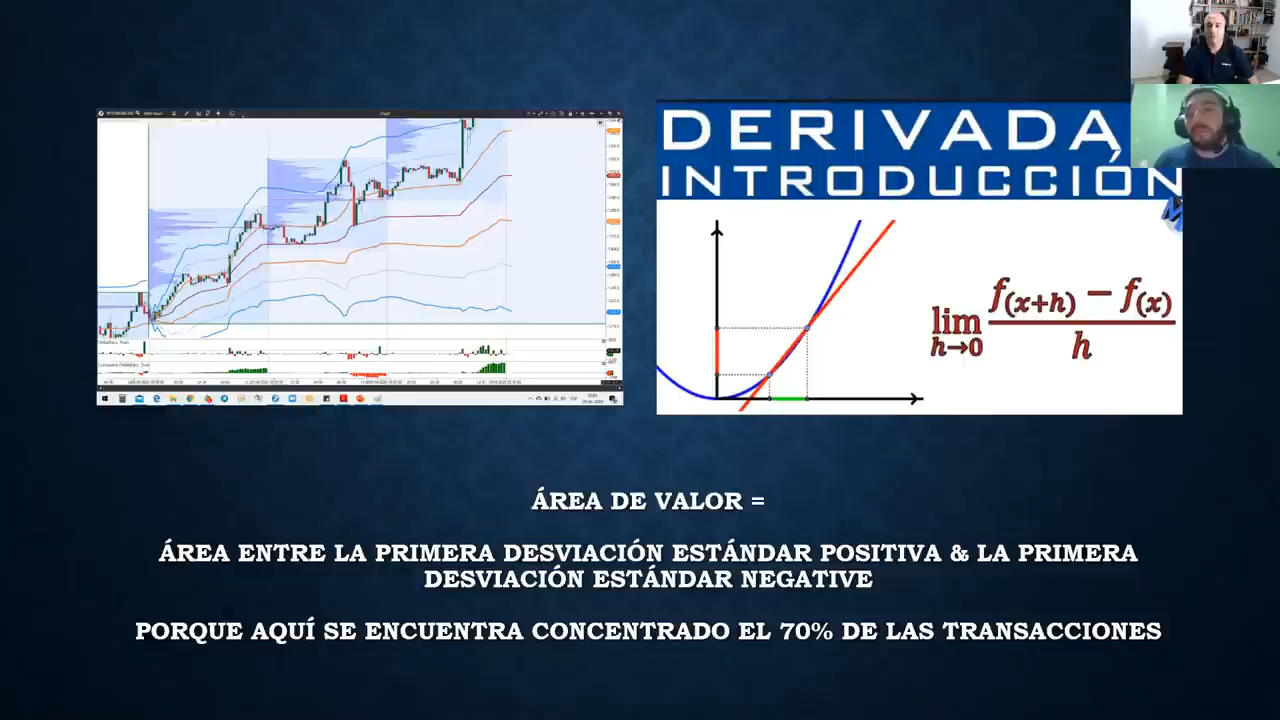 DERIVADA
INTRODUCCIÓN
lim
h→0
f(x+h) − f(x)
h
ÁREA DE VALOR =
ÁREA ENTRE LA PRIMERA DESVIACIÓN ESTÁNDAR POSITIVA & LA PRIMERA
DESVIACIÓN ESTÁNDAR NEGATIVE
PORQUE AQUÍ SE ENCUENTRA CONCENTRADO EL 70% DE LAS TRANSACCIONES